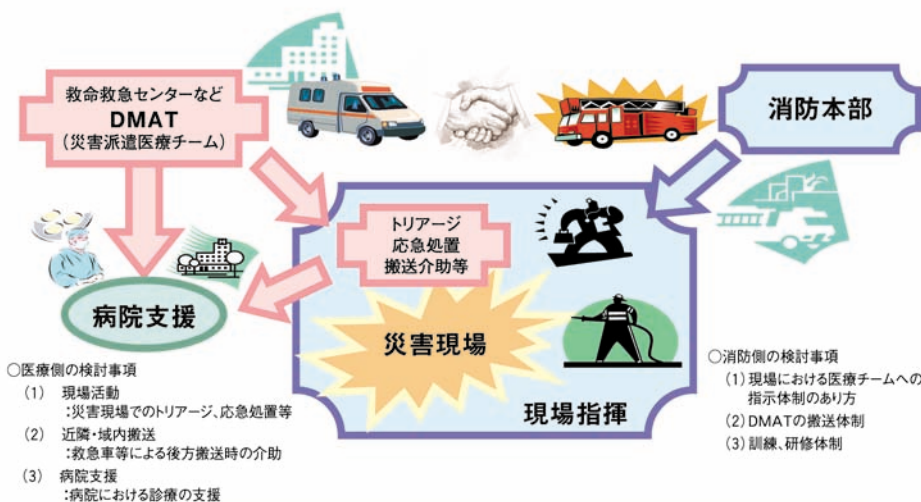 救命救急センターなど
DMAT
(災害派遣医療チーム)
消防本部
トリアージ
応急処置
搬送介助等
病院支援
災害現場
現場指揮
○医療側の検討事項
(1) 現場活動
:災害現場でのトリアージ、応急処置等
(2) 近隣・域内搬送
:救急車等による後方搬送時の介助
(3) 病院支援
:病院における診療の支援
○消防側の検討事項
(1)現場における医療チームへの
指示体制のあり方
(2)DMATの搬送体制
(3)訓練、研修体制